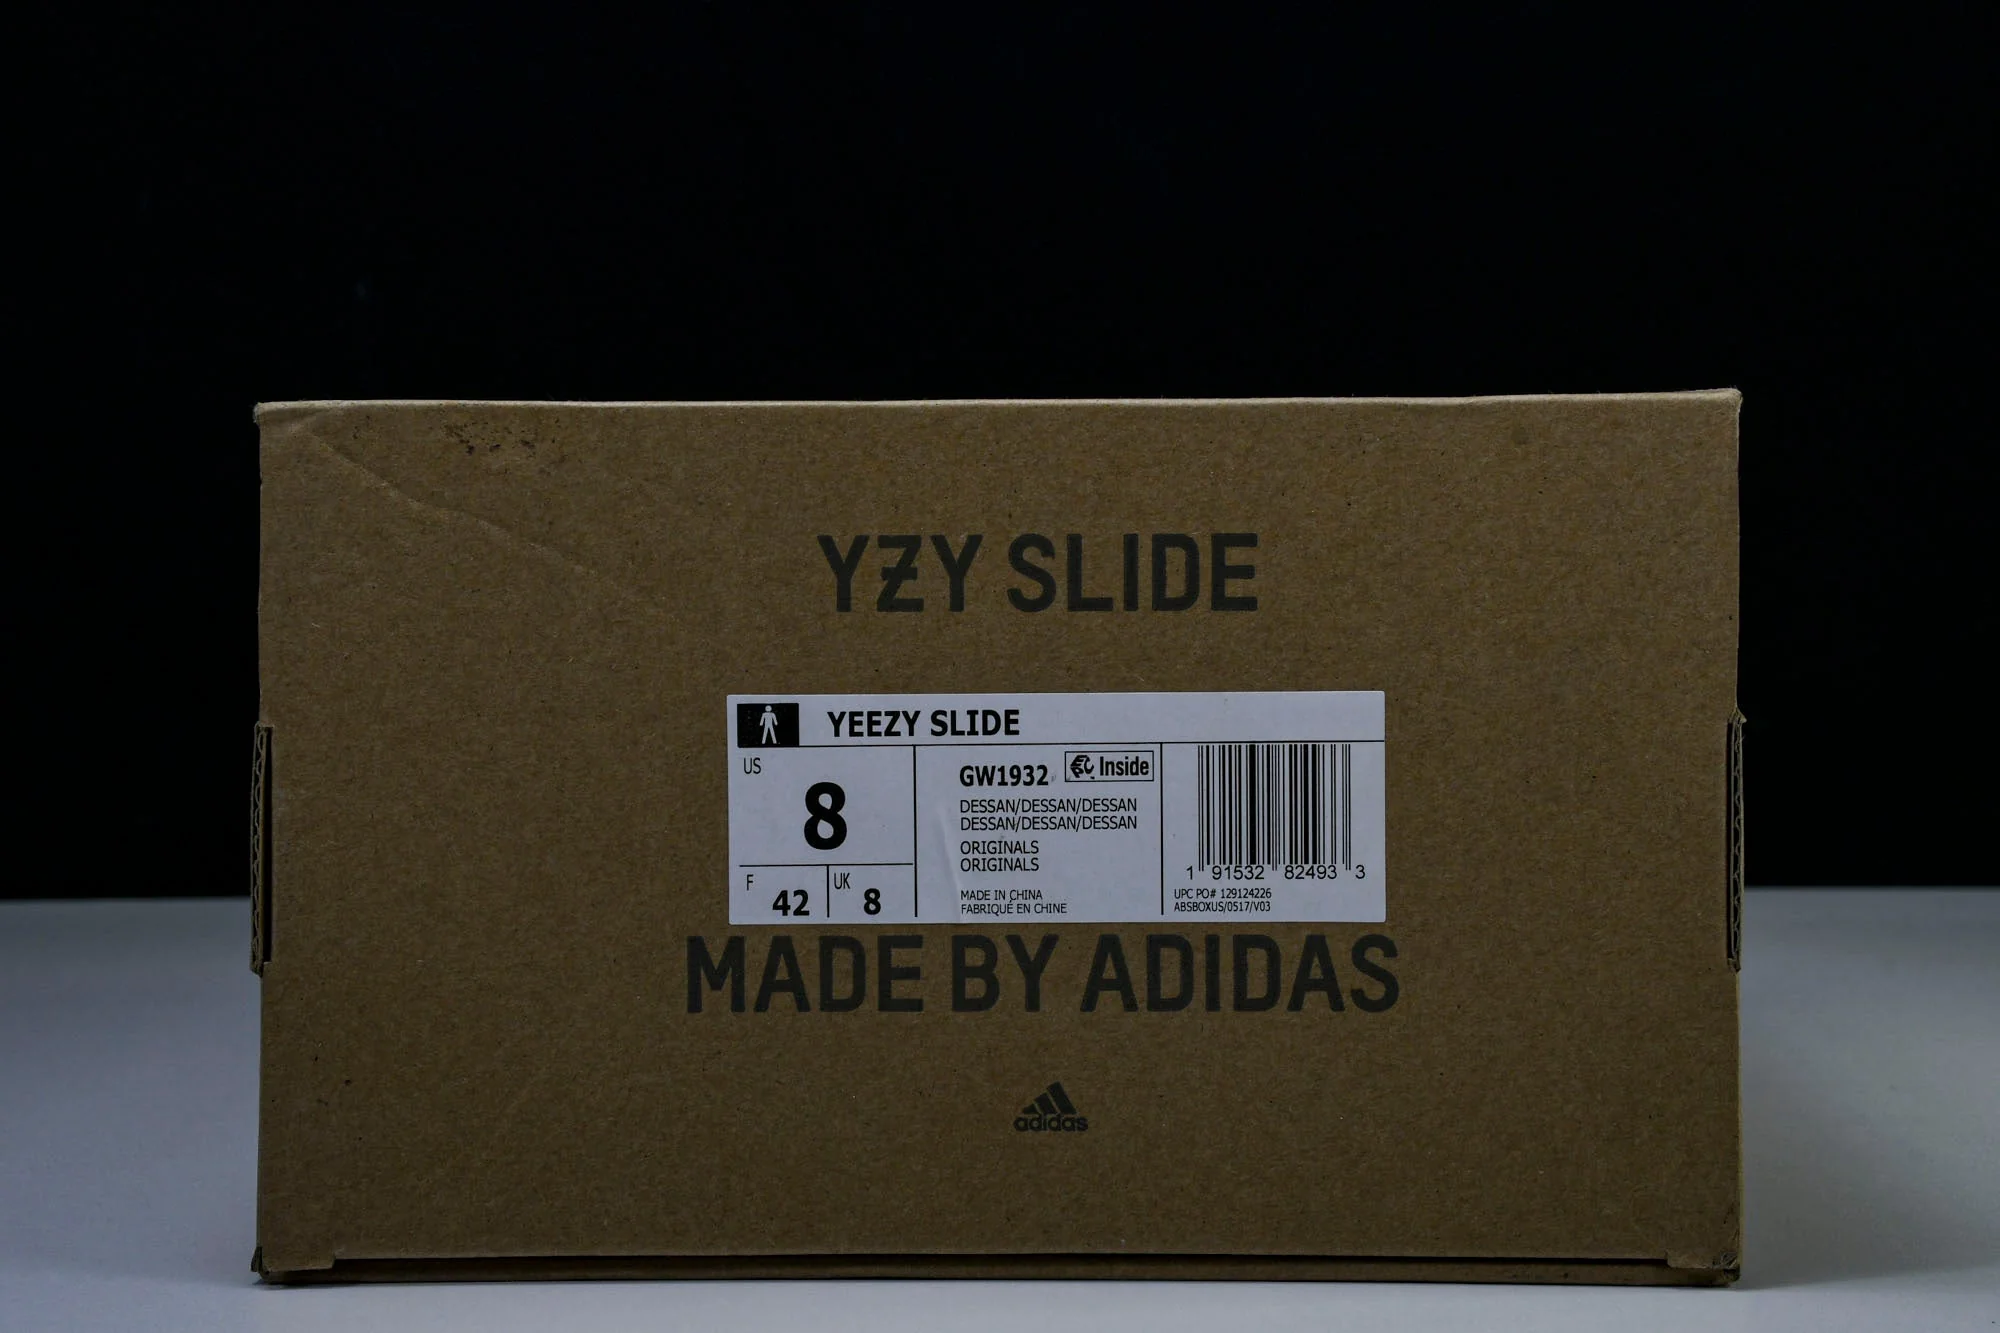 YZY SLIDE
YEEZY SLIDE
US
8
F 42
UK 8
GW1932
Inside
DESSAN/DESSAN/DESSAN
DESSAN/DESSAN/DESSAN
ORIGINALS
ORIGINALS
MADE IN CHINA
FABRIQUÉ EN CHINE
1 91532 82493 3
UPC PO# 129124226
ABSBOXUS/0517/V03
MADE BY ADIDAS
adidas